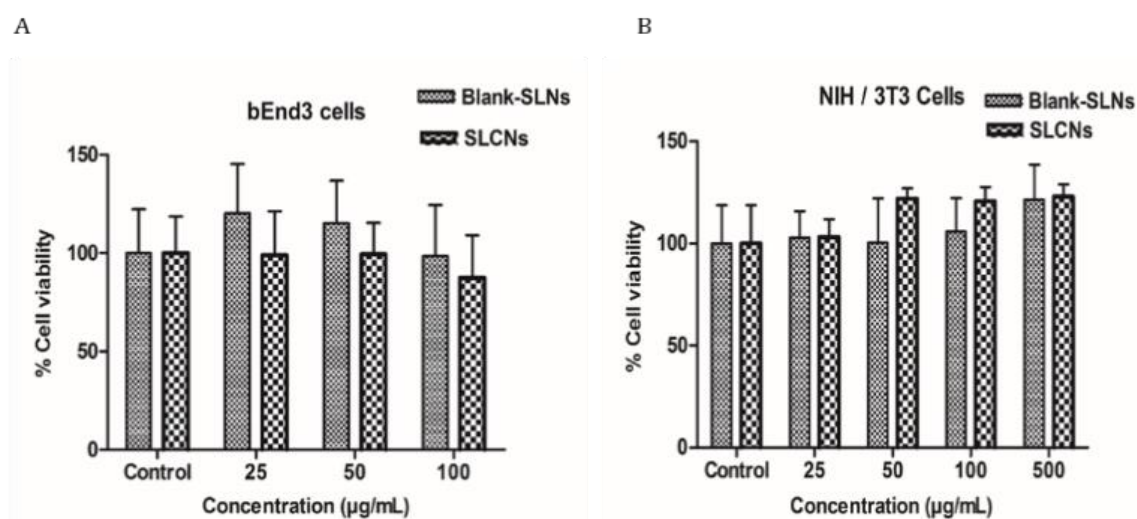 A
bEnd3 cells
Blank-SLNs
SLCNs
% Cell viability
150
100
50
0
Control 25 50 100
Concentration (µg/mL)
B
NIH / 3T3 Cells
Blank-SLNs
SLCNs
% Cell viability
150
100
50
0
Control 25 50 100 500
Concentration (µg/mL)